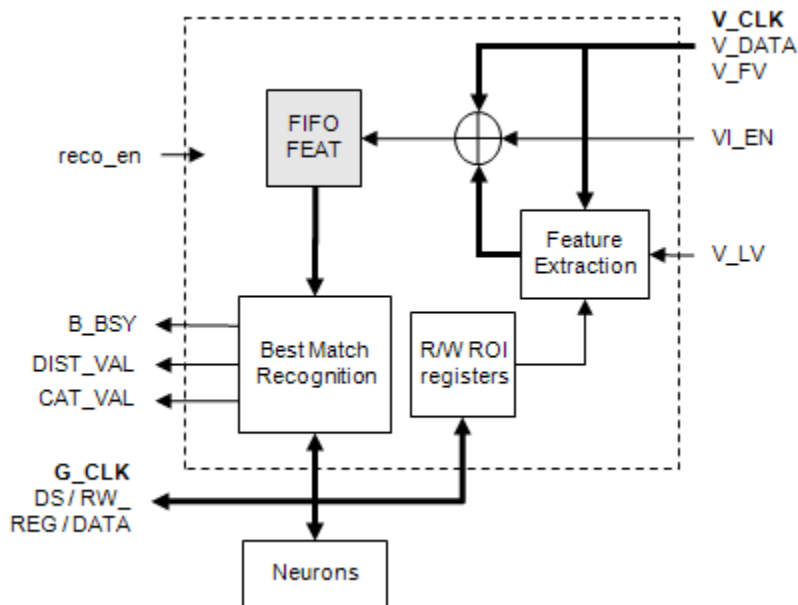 V_CLK
V_DATA
V_FV
FIFO
FEAT
VI_EN
reco_en
Feature
Extraction
V_LV
B_BSY
DIST_VAL
CAT_VAL
Best Match
Recognition
R/W ROI
registers
G_CLK
DS / RW_
REG / DATA
Neurons